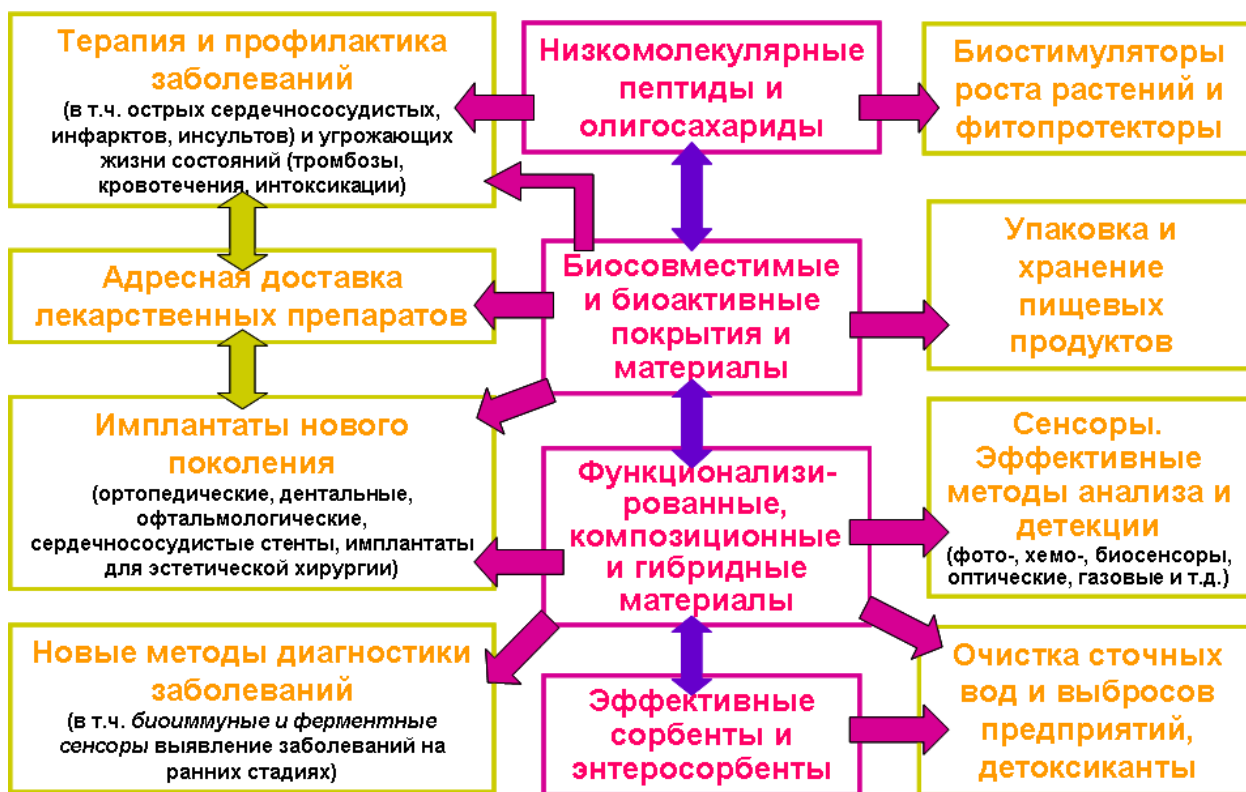 Терапия и профилактика
заболеваний
(в т.ч. острых сердечнососудистых,
инфарктов, инсультов) и угрожающих
жизни состояний (тромбозы,
кровотечения, интоксикации)
Адресная доставка
лекарственных препаратов
Имплантаты нового
поколения
(ортопедические, дентальные,
офтальмологические,
сердечнососудистые стенты, имплантаты
для эстетической хирургии)
Новые методы диагностики
заболеваний
(в т.ч. биоиммуные и ферментные
сенсоры выявление заболеваний на
ранних стадиях)
Низкомолекулярные
пептиды и
олигосахариды
Биосовместимые
и биоактивные
покрытия и
материалы
Функционализи-
рованные,
композиционные
и гибридные
материалы
Эффективные
сорбенты и
энтеросорбенты
Биостимуляторы
роста растений и
фитопротекторы
Упаковка и
хранение
пищевых
продуктов
Сенсоры.
Эффективные
методы анализа и
детекции
(фото-, хемо-, биосенсоры,
оптические, газовые и т.д.)
Очистка сточных
вод и выбросов
предприятий,
детоксиканты